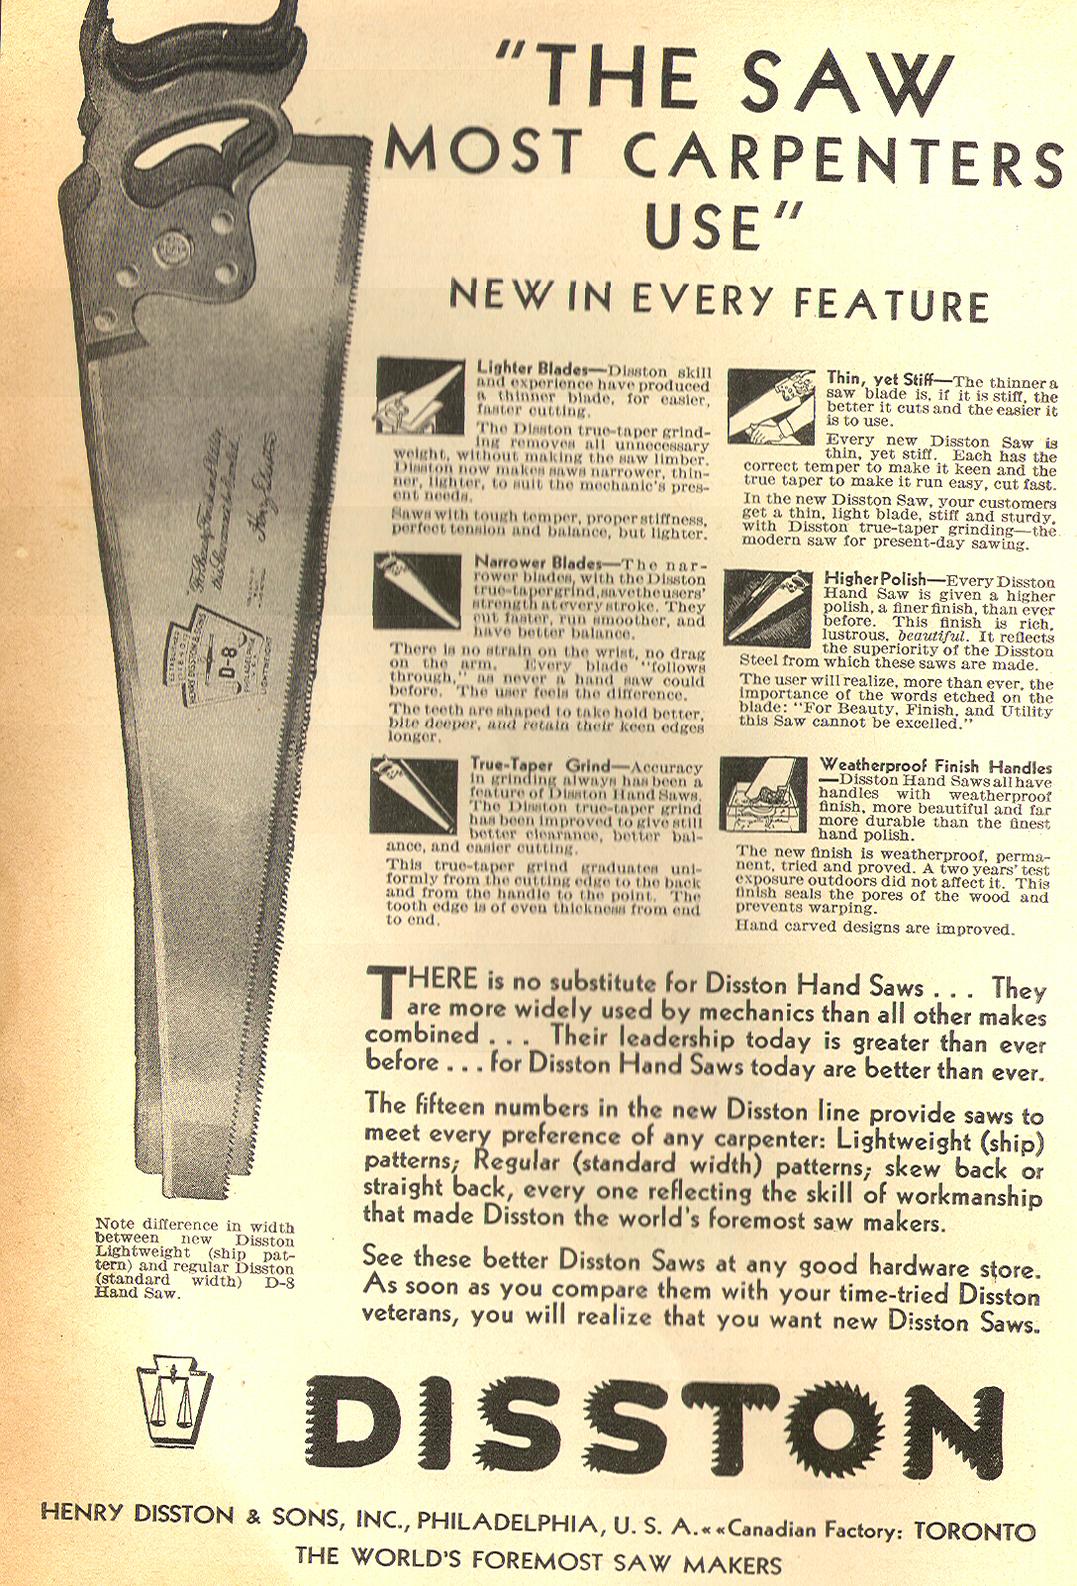 "THE SAW
MOST CARPENTERS
USE"
NEW IN EVERY FEATURE
Lighter Blades—Disston skill
and experience have produced
a thinner blade, for easier,
faster cutting.
The Disston true-taper grind-
ing removes all unnecessary
weight, without making the saw limber.
Disston now makes saws narrower, thin-
ner, lighter, to suit the mechanic's pres-
ent needs.
Saws with tough temper, proper stiffness,
perfect tension and balance, but lighter.
Narrower Blades—The nar-
rower blades, with the Disston
true-taper grind, save the users'
strength at every stroke. They
cut faster, run smoother, and
have better balance.
There is no strain on the wrist, no drag
on the arm. Every blade "follows
through," as never a hand saw could
before. The user feels the difference.
The teeth are shaped to take hold better,
bite deeper, and retain their keen edges
longer.
True-Taper Grind—Accuracy
in grinding always has been a
feature of Disston Hand Saws.
The Disston true-taper grind
has been improved to give still
better clearance, better bal-
ance, and easier cutting.
This true-taper grind graduates uni-
formly from the cutting edge to the back
and from the handle to the point. The
tooth edge is of even thickness from end
to end.
Thin, yet Stiff—The thinner a
saw blade is, if it is stiff, the
better it cuts and the easier it
is to use.
Every new Disston Saw is
thin, yet stiff. Each has the
correct temper to make it keen and the
true taper to make it run easy, cut fast.
In the new Disston Saw, your customers
get a thin, light blade, stiff and sturdy,
with Disston true-taper grinding—the
modern saw for present-day sawing.
Higher Polish—Every Disston
Hand Saw is given a higher
polish, a finer finish, than ever
before. This finish is rich,
lustrous, beautiful. It reflects
the superiority of the Disston
Steel from which these saws are made.
The user will realize, more than ever, the
importance of the words etched on the
blade: "For Beauty, Finish, and Utility
this Saw cannot be excelled."
Weatherproof Finish Handles
—Disston Hand Saws all have
handles with weatherproof
finish, more beautiful and far
more durable than the finest
hand polish.
The new finish is weatherproof, perma-
nent, tried and proved. A two years' test
exposure outdoors did not affect it. This
finish seals the pores of the wood and
prevents warping.
Hand carved designs are improved.
"For Beauty, Finish and Utility
this Saw cannot be excelled."
Henry Disston
HENRY DISSTON & SONS
D-8
PHILADELPHIA
U.S.A.
LIGHTWEIGHT
THERE is no substitute for Disston Hand Saws . . . They
are more widely used by mechanics than all other makes
combined . . . Their leadership today is greater than ever
before . . . for Disston Hand Saws today are better than ever.
The fifteen numbers in the new Disston line provide saws to
meet every preference of any carpenter: Lightweight (ship)
patterns; Regular (standard width) patterns; skew back or
straight back, every one reflecting the skill of workmanship
that made Disston the world's foremost saw makers.
See these better Disston Saws at any good hardware store.
As soon as you compare them with your time-tried Disston
veterans, you will realize that you want new Disston Saws.
Note difference in width
between new Disston
Lightweight (ship pat-
tern) and regular Disston
(standard width) D-8
Hand Saw.
DISSTON
HENRY DISSTON & SONS, INC., PHILADELPHIA, U. S. A. « « Canadian Factory: TORONTO
THE WORLD'S FOREMOST SAW MAKERS